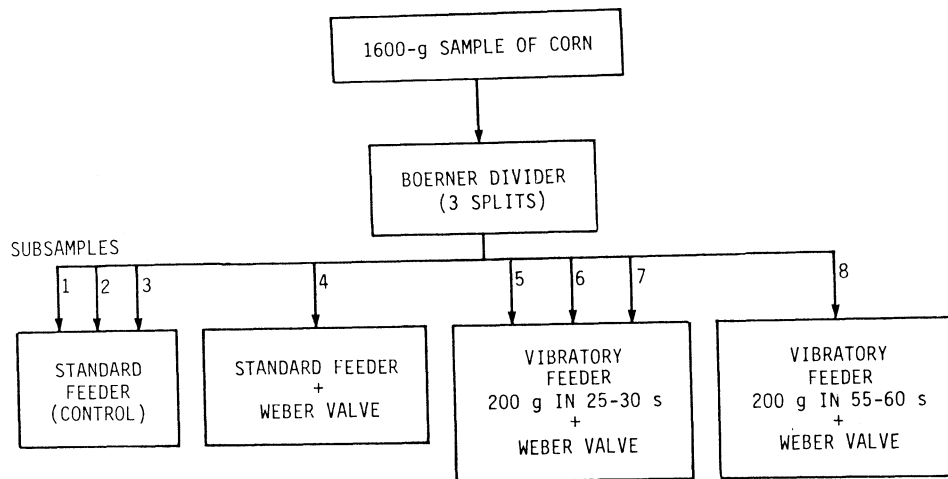 1600-g SAMPLE OF CORN
BOERNER DIVIDER
(3 SPLITS)
SUBSAMPLES
1 2 3 4 5 6 7 8
STANDARD
FEEDER
(CONTROL)
STANDARD FEEDER
+
WEBER VALVE
VIBRATORY
FEEDER
200 g IN 25-30 s
+
WEBER VALVE
VIBRATORY
FEEDER
200 g IN 55-60 s
+
WEBER VALVE